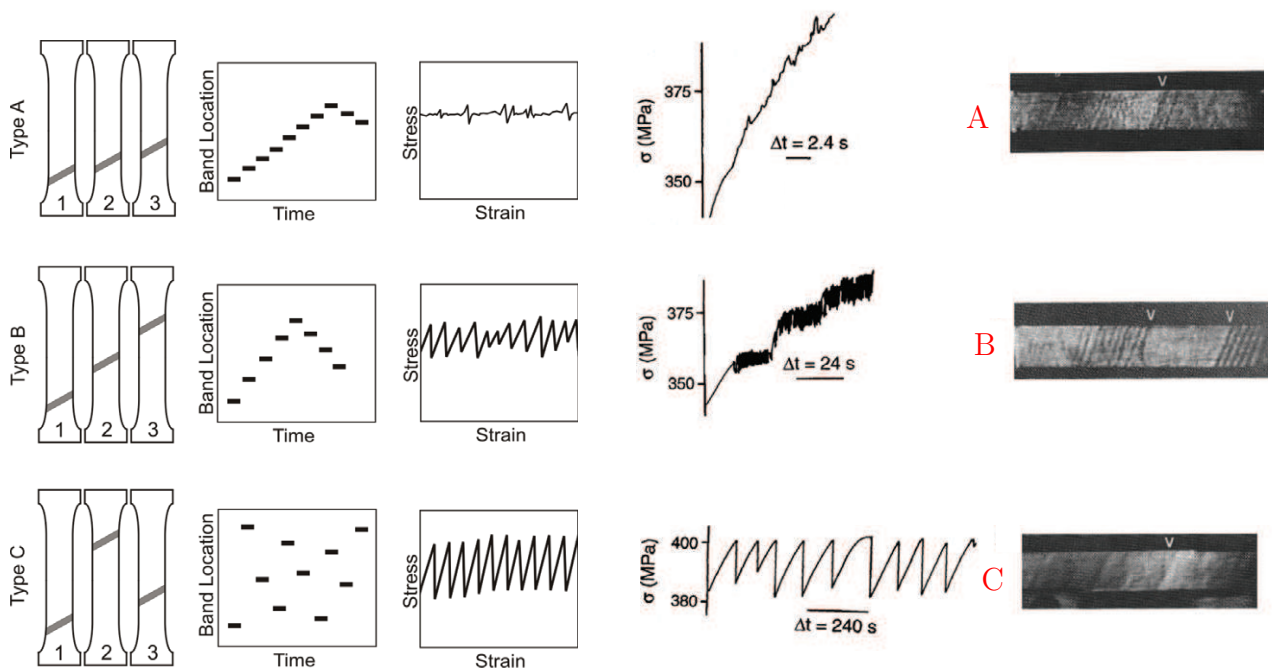 Type A
1 2 3
Band Location
Time
Stress
Strain
375
350
σ (MPa)
Δt = 2.4 s
A
v
Type B
1 2 3
Band Location
Time
Stress
Strain
375
350
σ (MPa)
Δt = 24 s
B
v v
Type C
1 2 3
Band Location
Time
Stress
Strain
400
380
σ (MPa)
Δt = 240 s
C
v